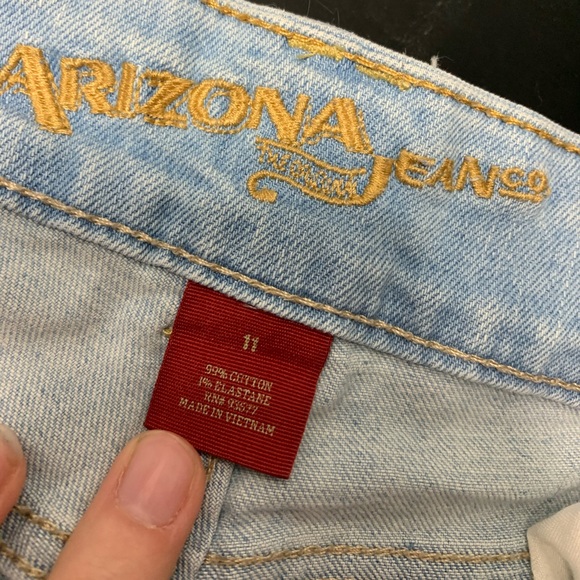 ARIZONA
JEAN CO
11
99% COTTON
1% ELASTANE
RN# 93677
MADE IN VIETNAM